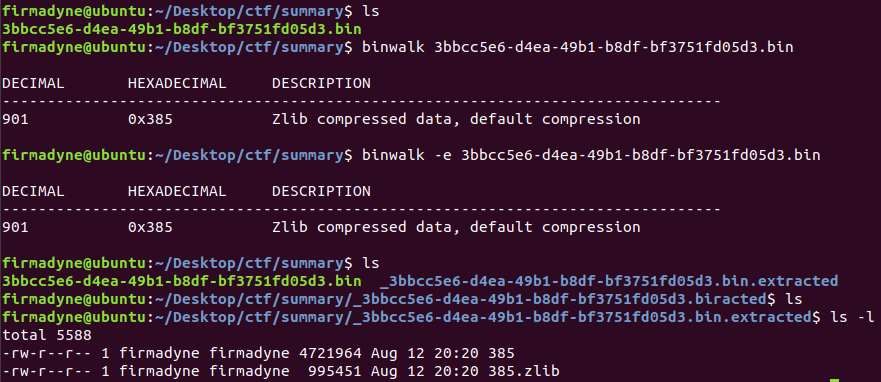 firmadyne@ubuntu:~/Desktop/ctf/summary$ ls
3bbcc5e6-d4ea-49b1-b8df-bf3751fd05d3.bin
firmadyne@ubuntu:~/Desktop/ctf/summary$ binwalk 3bbcc5e6-d4ea-49b1-b8df-bf3751fd05d3.bin
DECIMAL       HEXADECIMAL     DESCRIPTION
--------------------------------------------------------------------------------
901           0x385           Zlib compressed data, default compression
firmadyne@ubuntu:~/Desktop/ctf/summary$ binwalk -e 3bbcc5e6-d4ea-49b1-b8df-bf3751fd05d3.bin
DECIMAL       HEXADECIMAL     DESCRIPTION
--------------------------------------------------------------------------------
901           0x385           Zlib compressed data, default compression
firmadyne@ubuntu:~/Desktop/ctf/summary$ ls
3bbcc5e6-d4ea-49b1-b8df-bf3751fd05d3.bin  _3bbcc5e6-d4ea-49b1-b8df-bf3751fd05d3.bin.extracted
firmadyne@ubuntu:~/Desktop/ctf/summary/_3bbcc5e6-d4ea-49b1-b8df-bf3751fd05d3.biracted$ ls
firmadyne@ubuntu:~/Desktop/ctf/summary/_3bbcc5e6-d4ea-49b1-b8df-bf3751fd05d3.bin.extracted$ ls -l
total 5588
-rw-r--r-- 1 firmadyne firmadyne 4721964 Aug 12 20:20 385
-rw-r--r-- 1 firmadyne firmadyne  995451 Aug 12 20:20 385.zlib